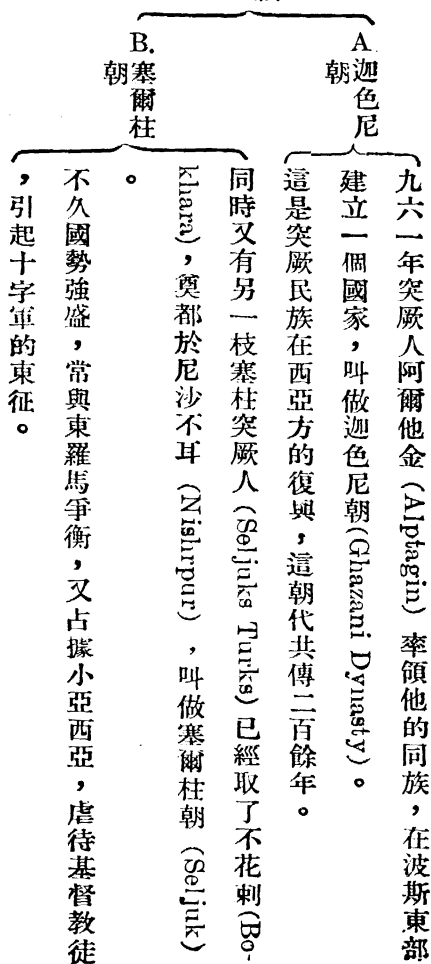 A 迦色尼
朝
九六一年突厥人阿爾他金 (Alptagin) 率領他的同族，在波斯東部
建立一個國家，叫做迦色尼朝(Ghazani Dynasty)。
這是突厥民族在西亞方的復興，這朝代共傳二百餘年。
B. 塞爾柱
朝
同時又有另一枝塞柱突厥人 (Seljuks Turks) 已經取了不花剌(Bo-
khara)，奠都於尼沙不耳 (Nishrpur) ，叫做塞爾柱朝 (Seljuk)
。
不久國勢強盛，常與東羅馬爭衡，又占據小亞西亞，虐待基督教徒
，引起十字軍的東征。